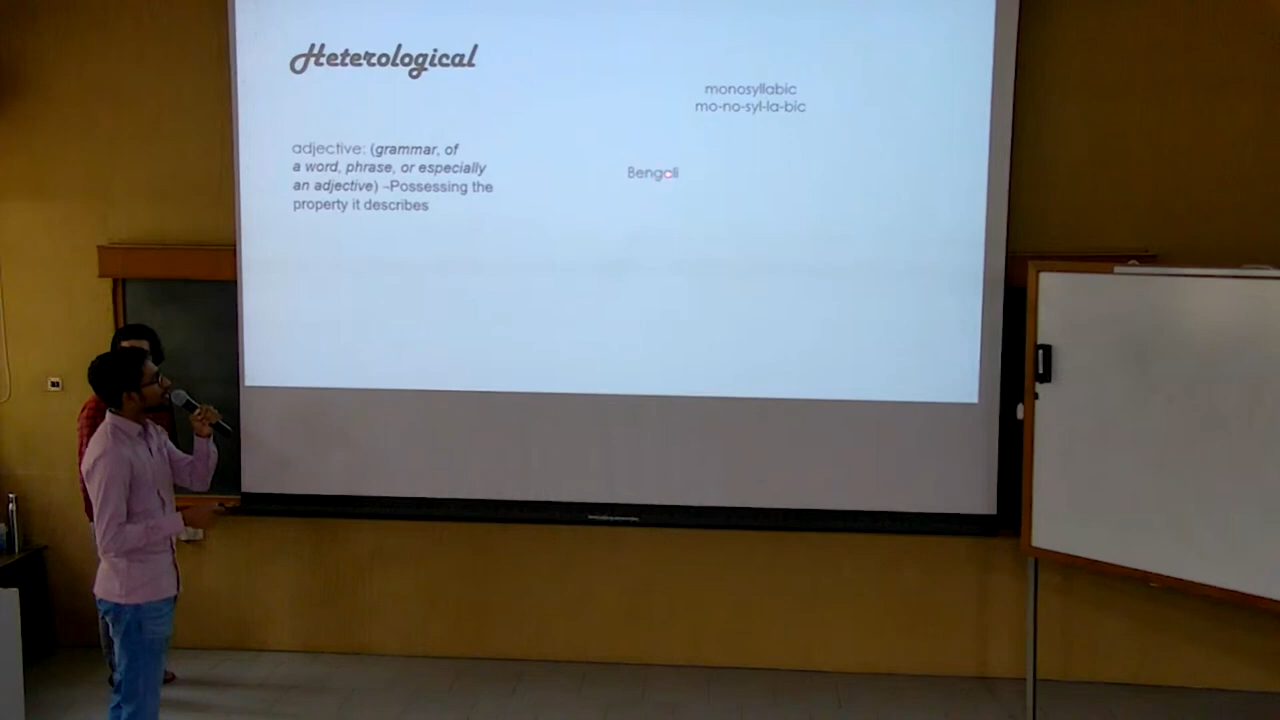 Heterological
monosyllabic
mo-no-syl-la-bic
adjective: (grammar, of
a word, phrase, or especially
an adjective) ¬Possessing the
property it describes
Bengali